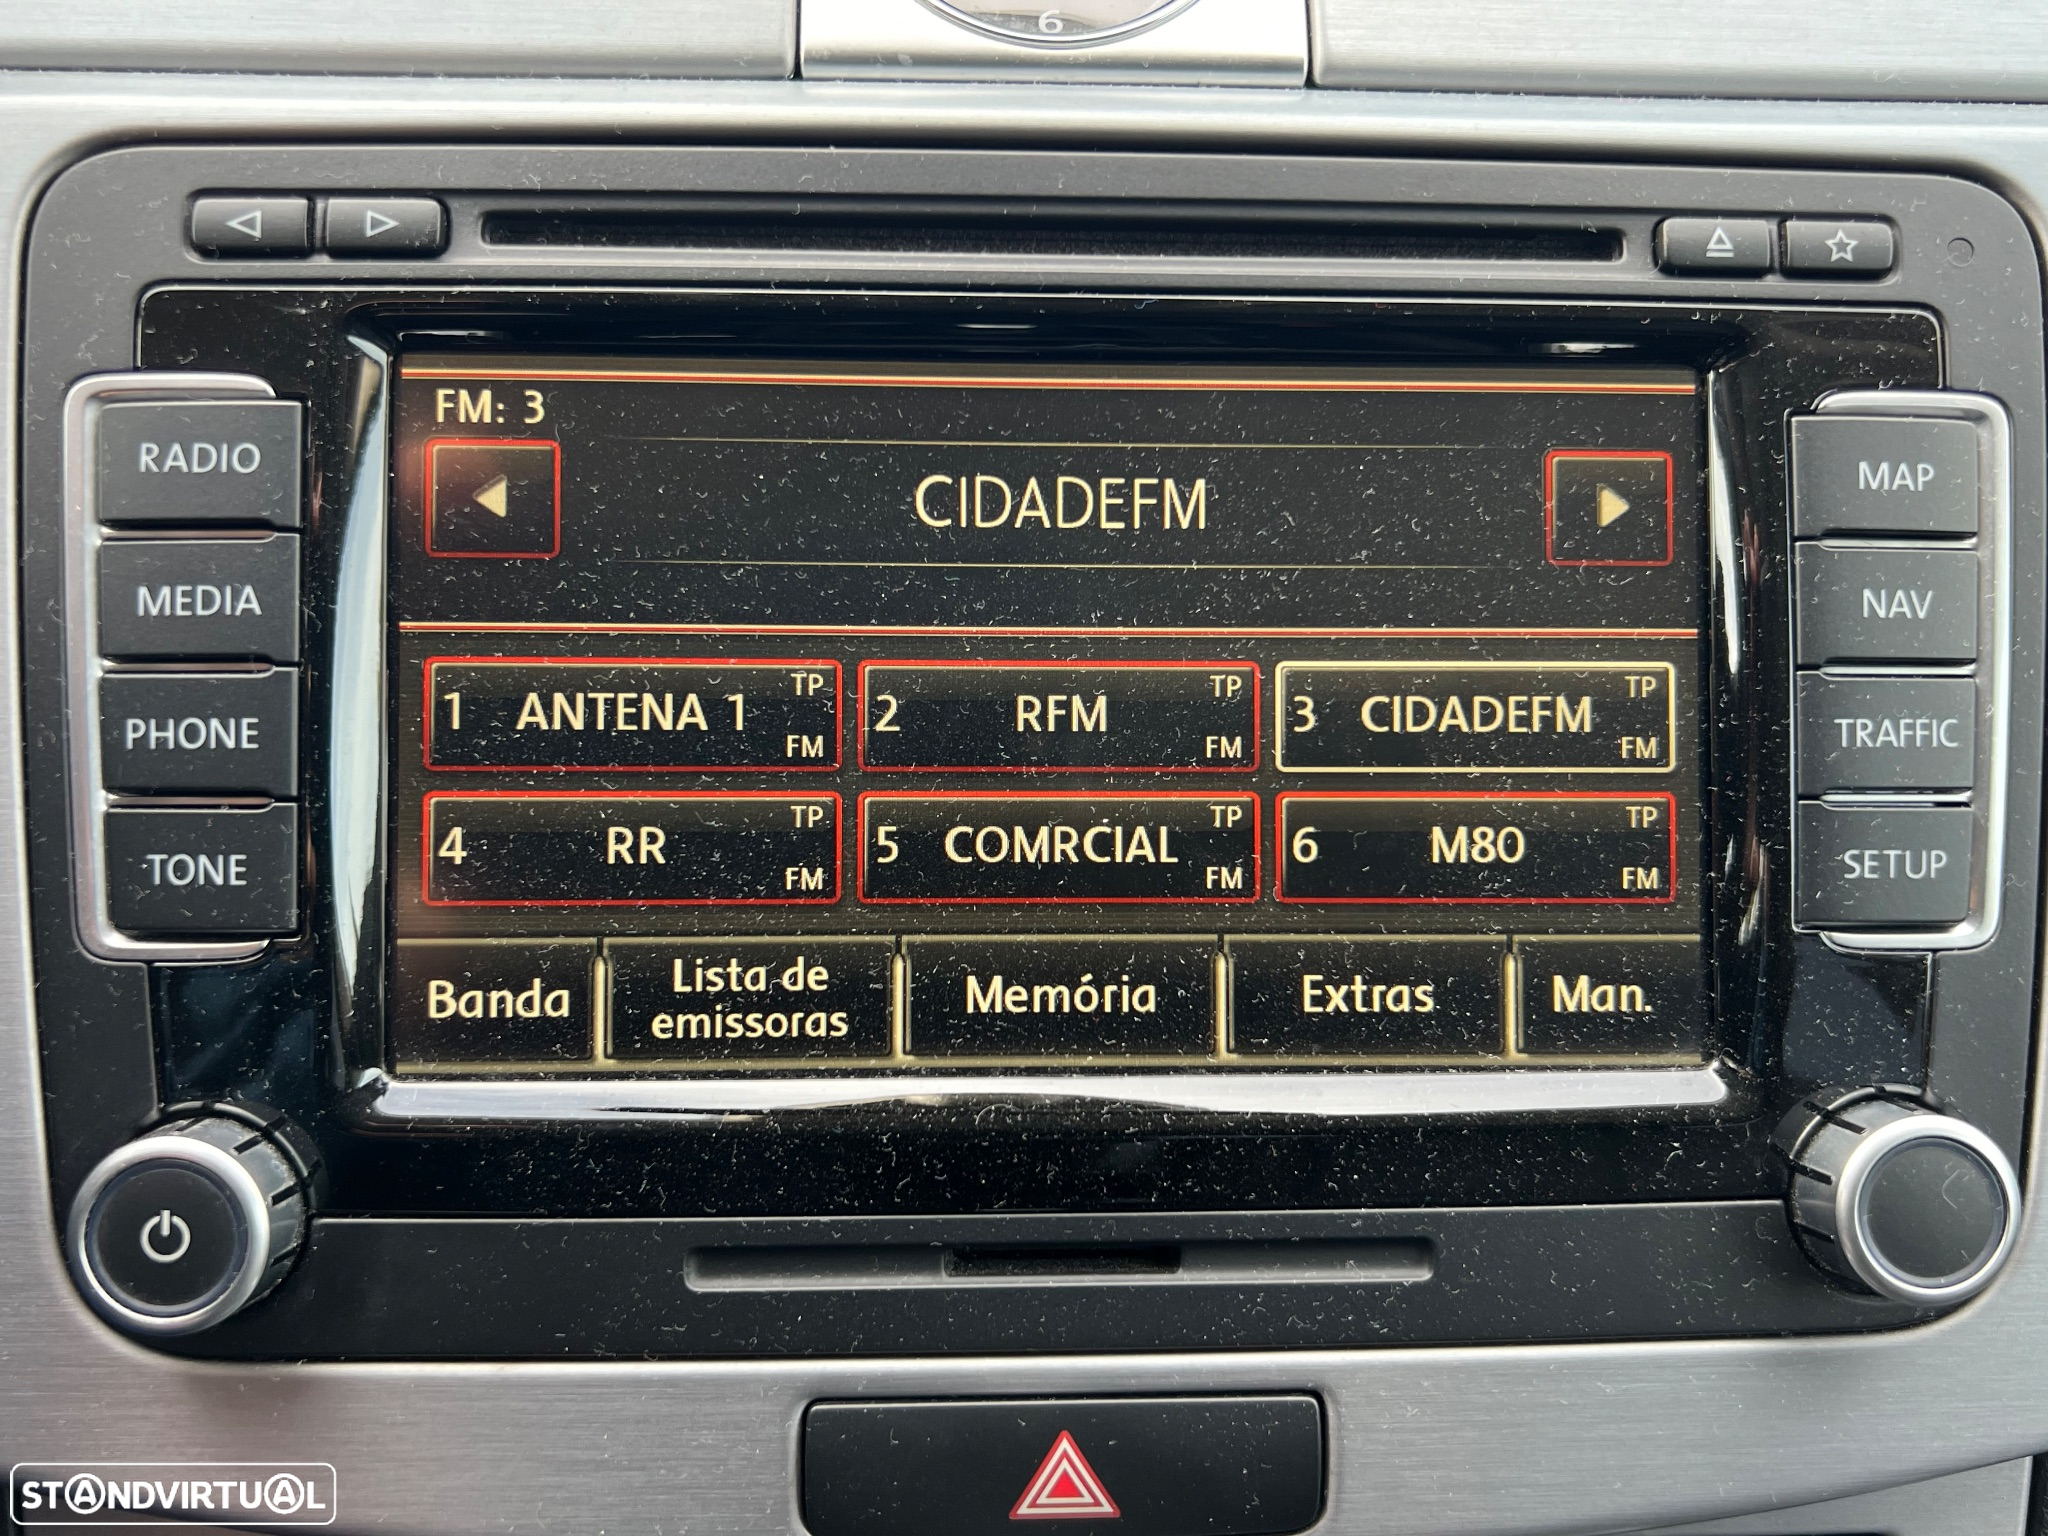 6
FM: 3
CIDADEFM
1 ANTENA 1 TP FM
2 RFM TP FM
3 CIDADEFM TP FM
4 RR TP FM
5 COMRCIAL TP FM
6 M80 TP FM
Banda
Lista de
emissoras
Memória
Extras
Man.
RADIO
MEDIA
PHONE
TONE
MAP
NAV
TRAFFIC
SETUP
STANDVIRTUAL